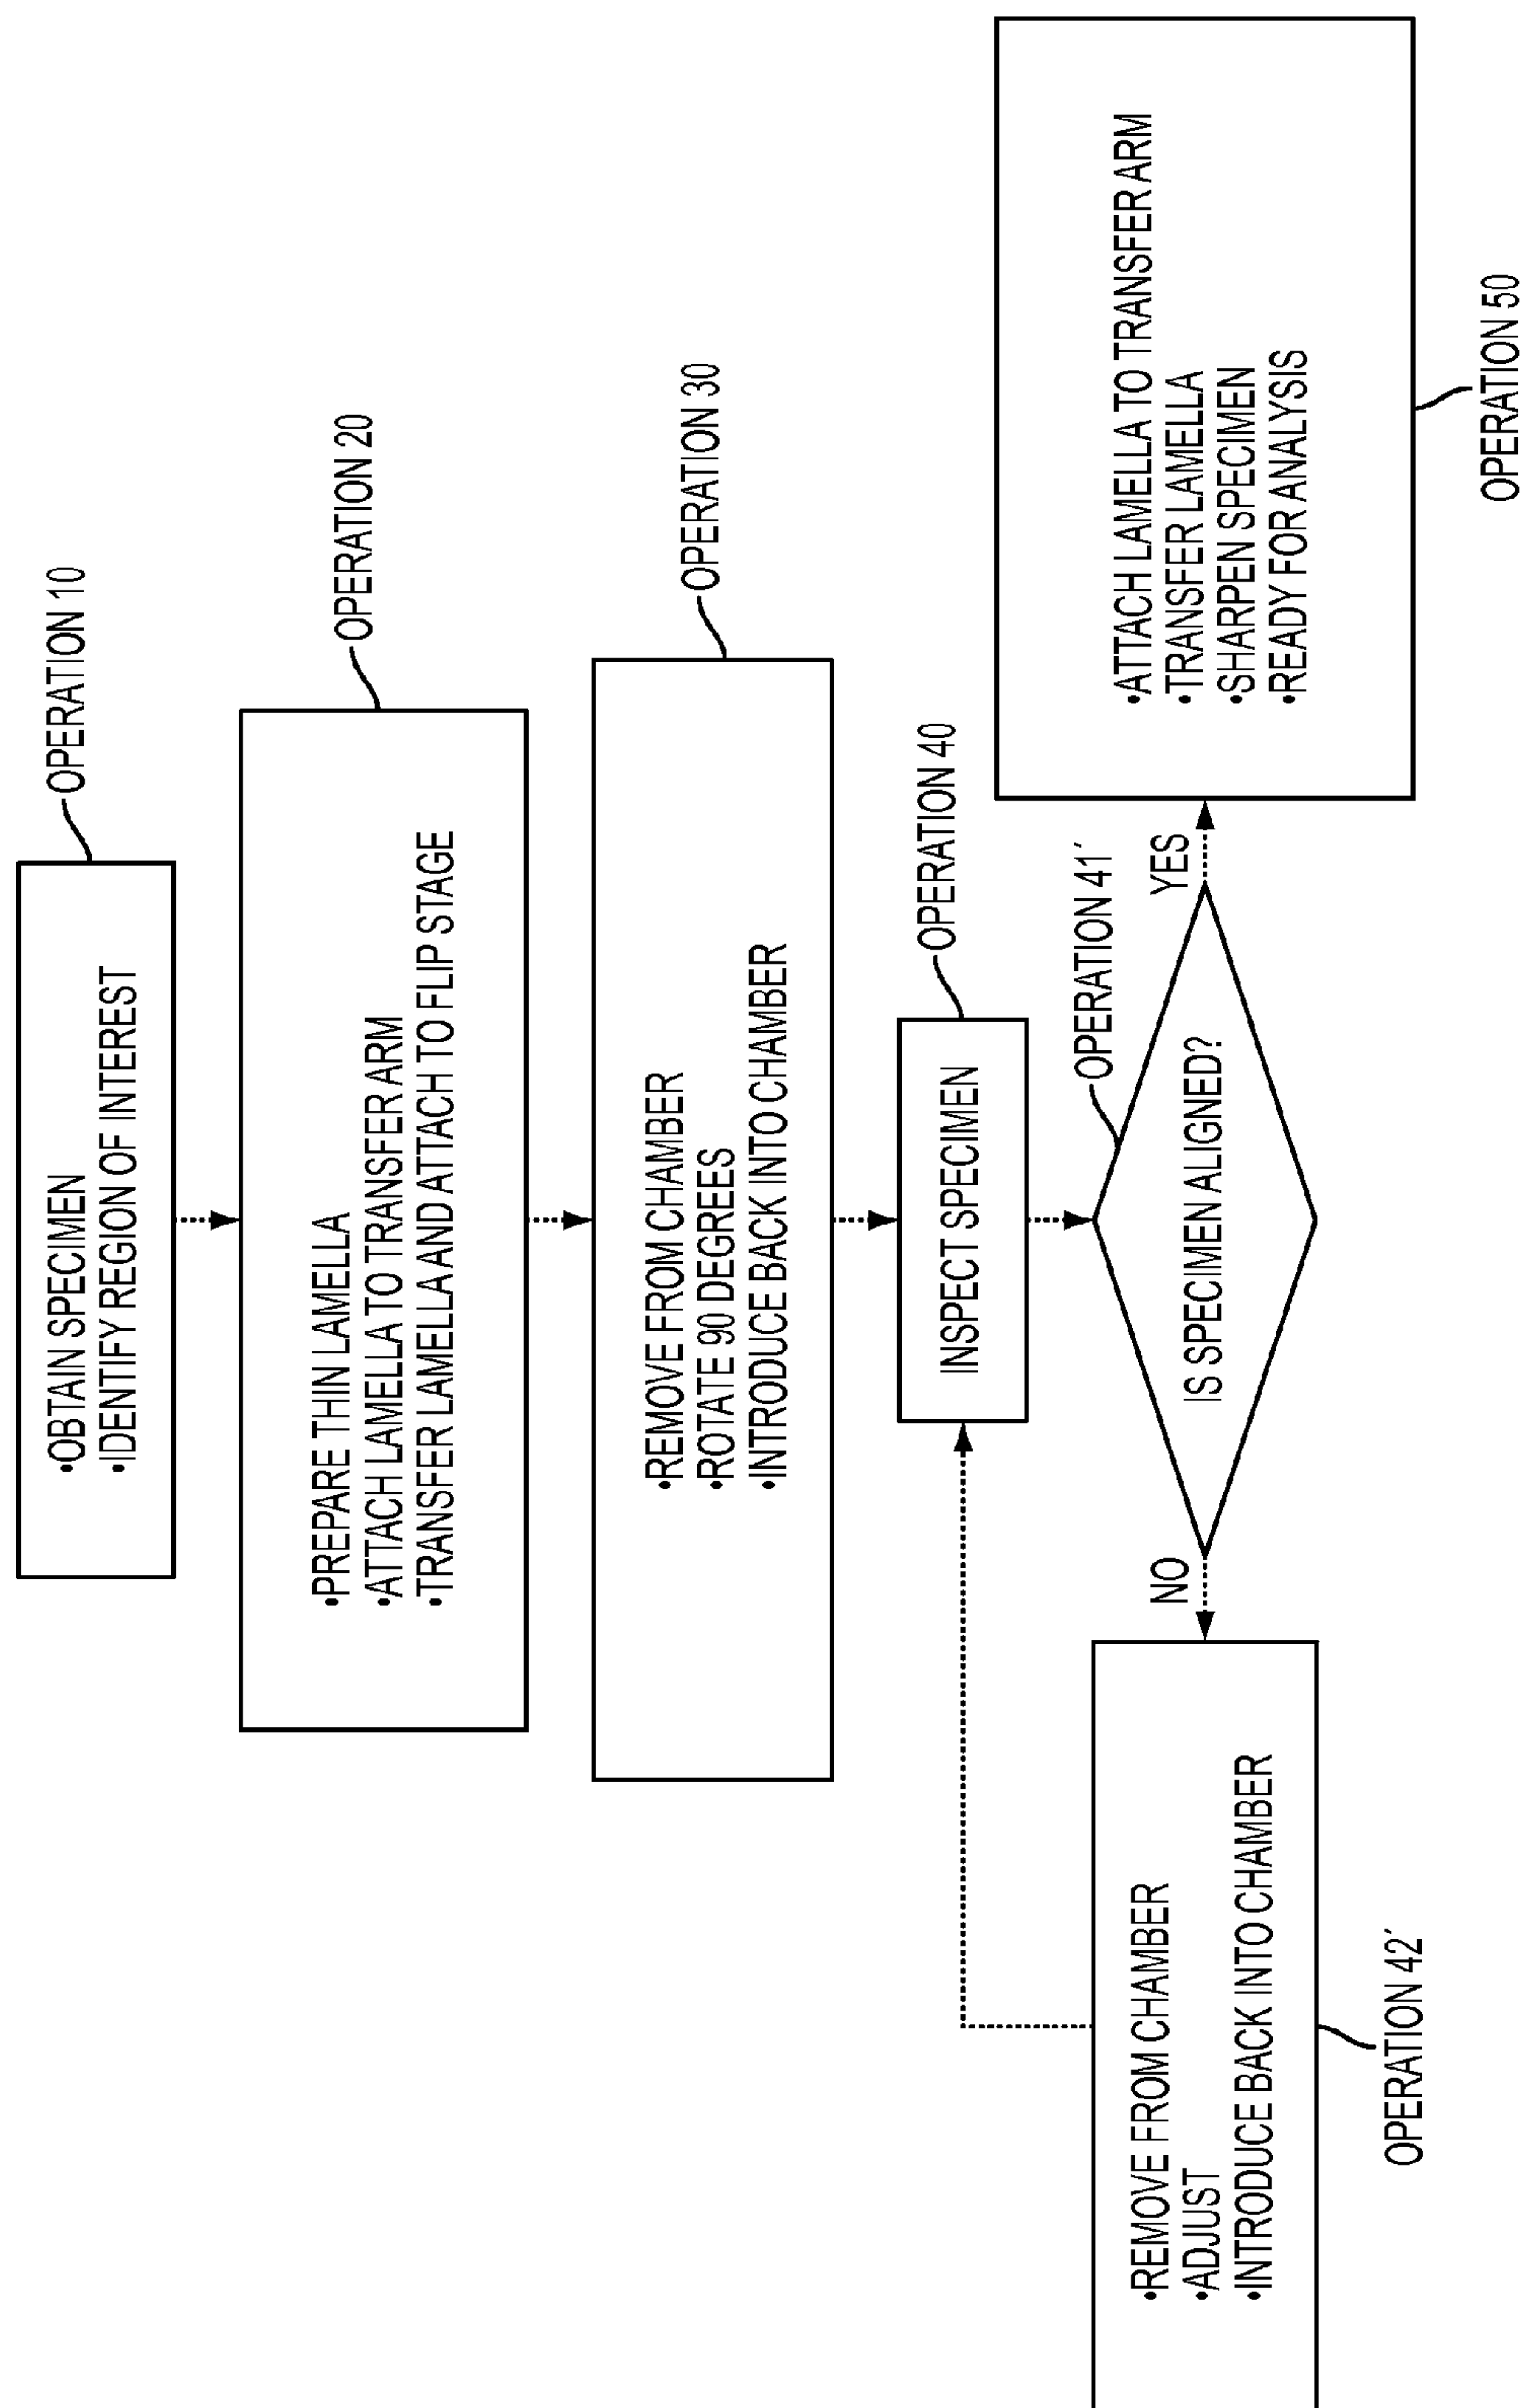 •OBTAIN SPECIMEN
•IDENTIFY REGION OF INTEREST
OPERATION 10
•PREPARE THIN LAMELLA
•ATTACH LAMELLA TO TRANSFER ARM
•TRANSFER LAMELLA AND ATTACH TO FLIP STAGE
OPERATION 20
•REMOVE FROM CHAMBER
•ROTATE 90 DEGREES
•INTRODUCE BACK INTO CHAMBER
OPERATION 30
INSPECT SPECIMEN
OPERATION 40
IS SPECIMEN ALIGNED?
OPERATION 41′
NO
YES
•REMOVE FROM CHAMBER
•ADJUST
•INTRODUCE BACK INTO CHAMBER
OPERATION 42′
•ATTACH LAMELLA TO TRANSFER ARM
•TRANSFER LAMELLA
•SHARPEN SPECIMEN
•READY FOR ANALYSIS
OPERATION 50